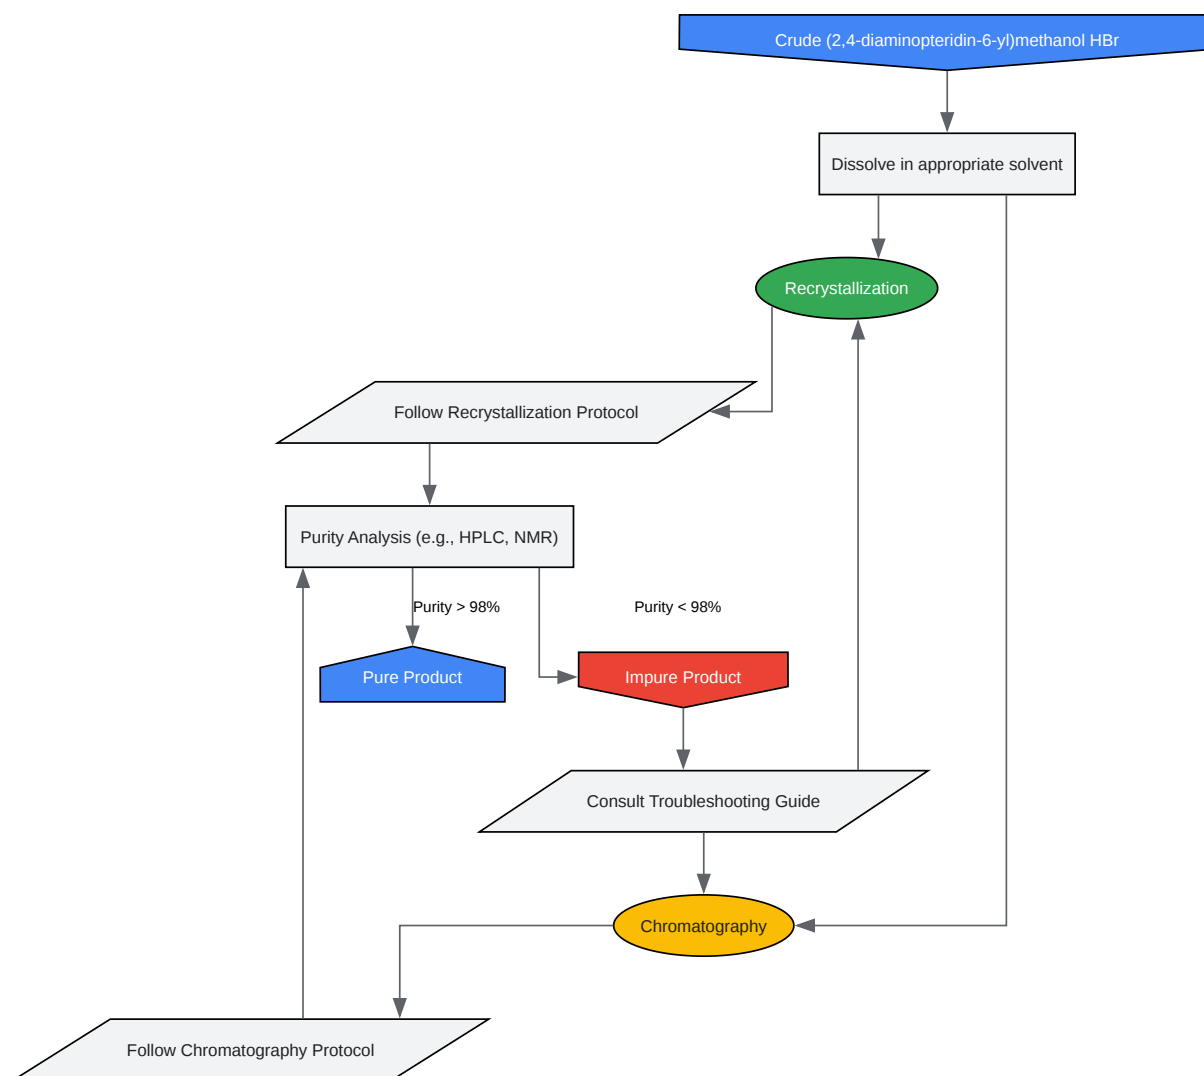 Crude (2,4-diaminopteridin-6-yl)methanol HBr
Dissolve in appropriate solvent
Recrystallization
Follow Recrystallization Protocol
Purity Analysis (e.g., HPLC, NMR)
Purity > 98%
Purity < 98%
Pure Product
Impure Product
Consult Troubleshooting Guide
Chromatography
Follow Chromatography Protocol